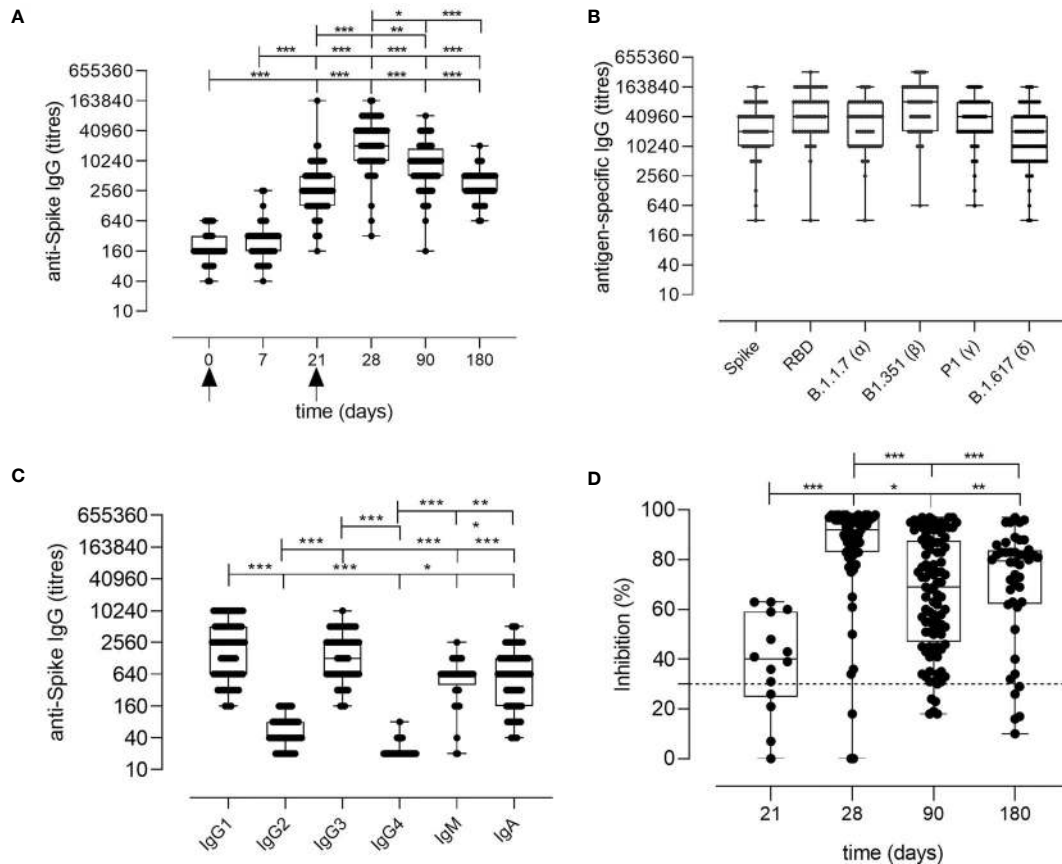 A
* ***
*** **
*** *** *** ***
*** *** *** ***
anti-Spike IgG (titres)
655360
163840
40960
10240
2560
640
160
40
10
0 7 21 28 90 180
time (days)
B
antigen-specific IgG (titres)
655360
163840
40960
10240
2560
640
160
40
10
Spike RBD B.1.1.7 (α) B1.351 (β) P1 (γ) B.1.617 (δ)
C
*** **
*** *
*** *** ***
*** *** *
anti-Spike IgG (titres)
655360
163840
40960
10240
2560
640
160
40
10
IgG1 IgG2 IgG3 IgG4 IgM IgA
D
*** ***
*** * **
Inhibition (%)
100
80
60
40
20
0
21 28 90 180
time (days)